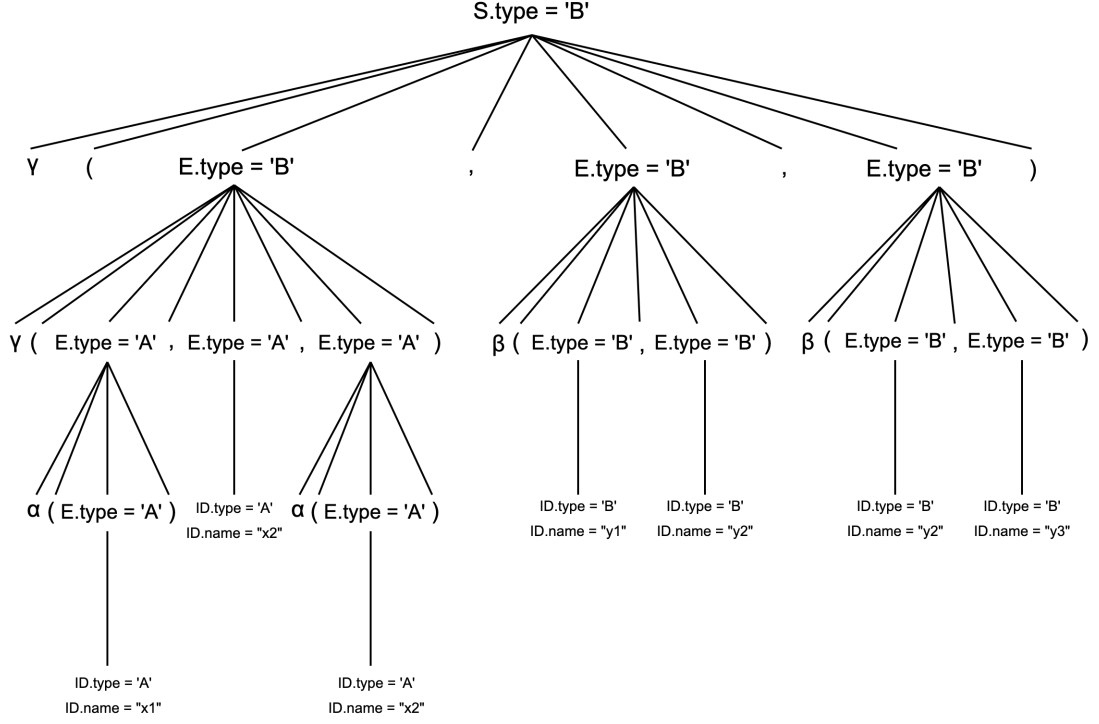 S.type = 'B'
γ ( E.type = 'B' , E.type = 'B' , E.type = 'B' )
γ ( E.type = 'A' , E.type = 'A' , E.type = 'A' ) β ( E.type = 'B' , E.type = 'B' ) β ( E.type = 'B' , E.type = 'B' )
α ( E.type = 'A' ) ID.type = 'A' α ( E.type = 'A' ) ID.type = 'B' ID.type = 'B' ID.type = 'B' ID.type = 'B'
ID.name = "x2" ID.name = "y1" ID.name = "y2" ID.name = "y2" ID.name = "y3"
ID.type = 'A' ID.type = 'A'
ID.name = "x1" ID.name = "x2"